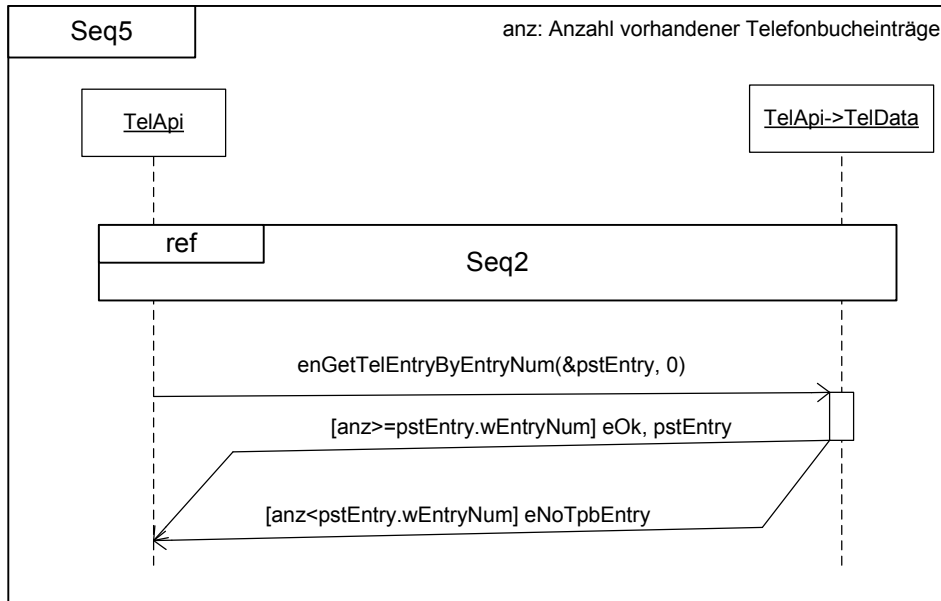 Seq5
anz: Anzahl vorhandener Telefonbucheinträge
TelApi
TelApi->TelData
ref
Seq2
enGetTelEntryByEntryNum(&pstEntry, 0)
[anz>=pstEntry.wEntryNum] eOk, pstEntry
[anz<pstEntry.wEntryNum] eNoTpbEntry